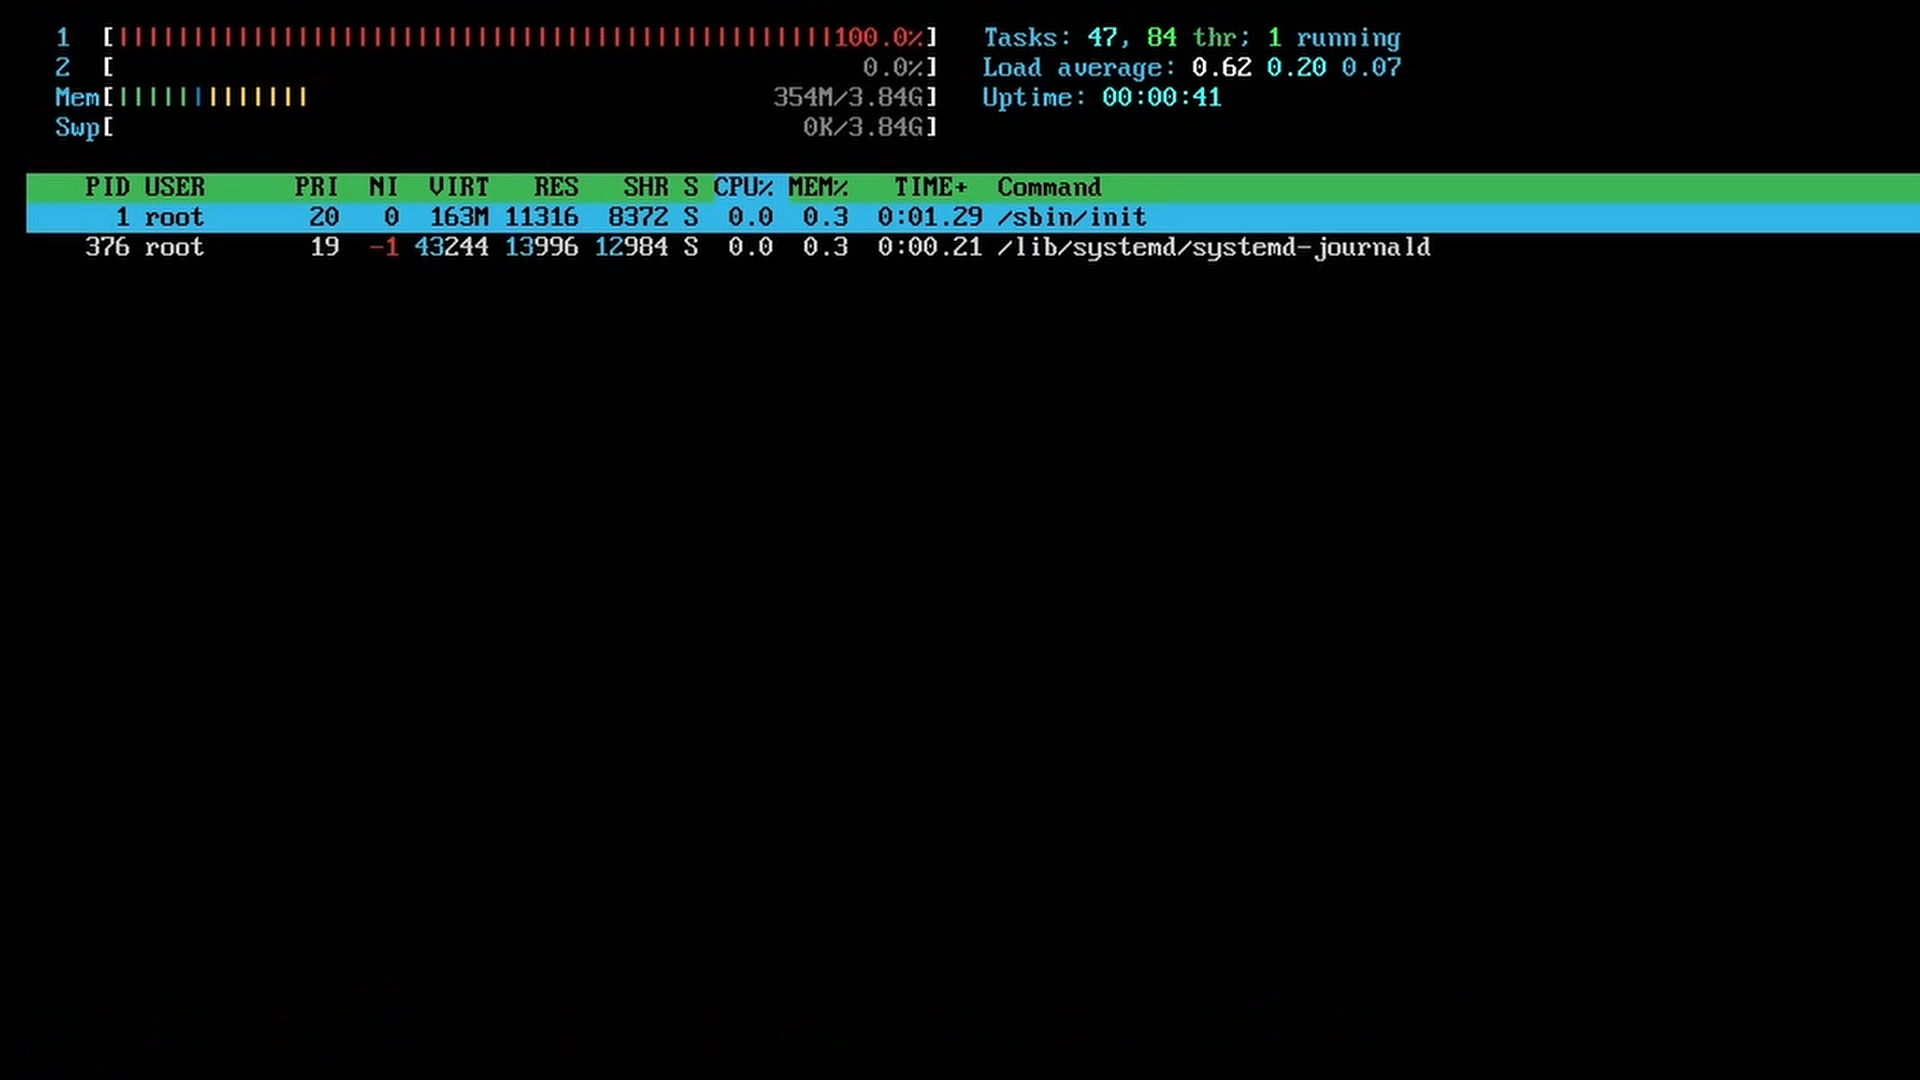 1 [||||||||||||||||||||||||||||||||||||||||||||||||100.0%] Tasks: 47, 84 thr; 1 running
2 [ 0.0%] Load average: 0.62 0.20 0.07
Mem[||||||||||||| 354M/3.84G] Uptime: 00:00:41
Swp[ 0K/3.84G]
PID USER PRI NI VIRT RES SHR S CPU% MEM% TIME+ Command
1 root 20 0 163M 11316 8372 S 0.0 0.3 0:01.29 /sbin/init
376 root 19 -1 43244 13996 12984 S 0.0 0.3 0:00.21 /lib/systemd/systemd-journald